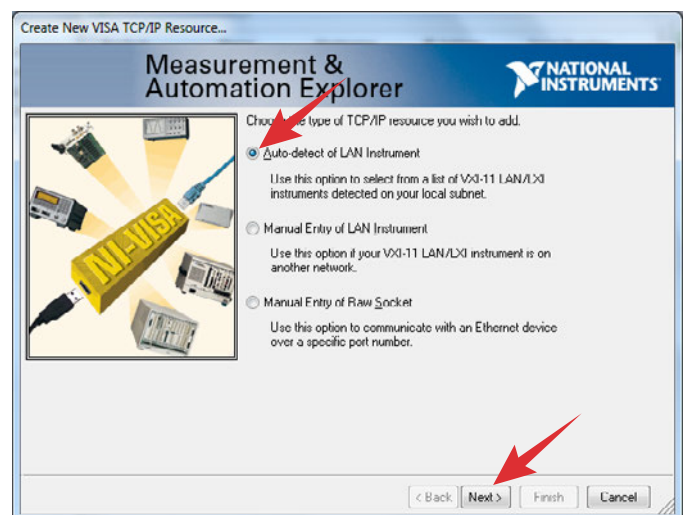 Create New VISA TCP/IP Resource...
Measurement &
Automation Explorer
NATIONAL
INSTRUMENTS
Choose the type of TCP/IP resource you wish to add.
Auto-detect of LAN Instrument
Use this option to select from a list of VXI-11 LAN/LXI
instruments detected on your local subnet.
Manual Entry of LAN Instrument
Use this option if your VXI-11 LAN/LXI instrument is on
another network.
Manual Entry of Raw Socket
Use this option to communicate with an Ethernet device
over a specific port number.
NI-VISA
< Back Next > Finish Cancel